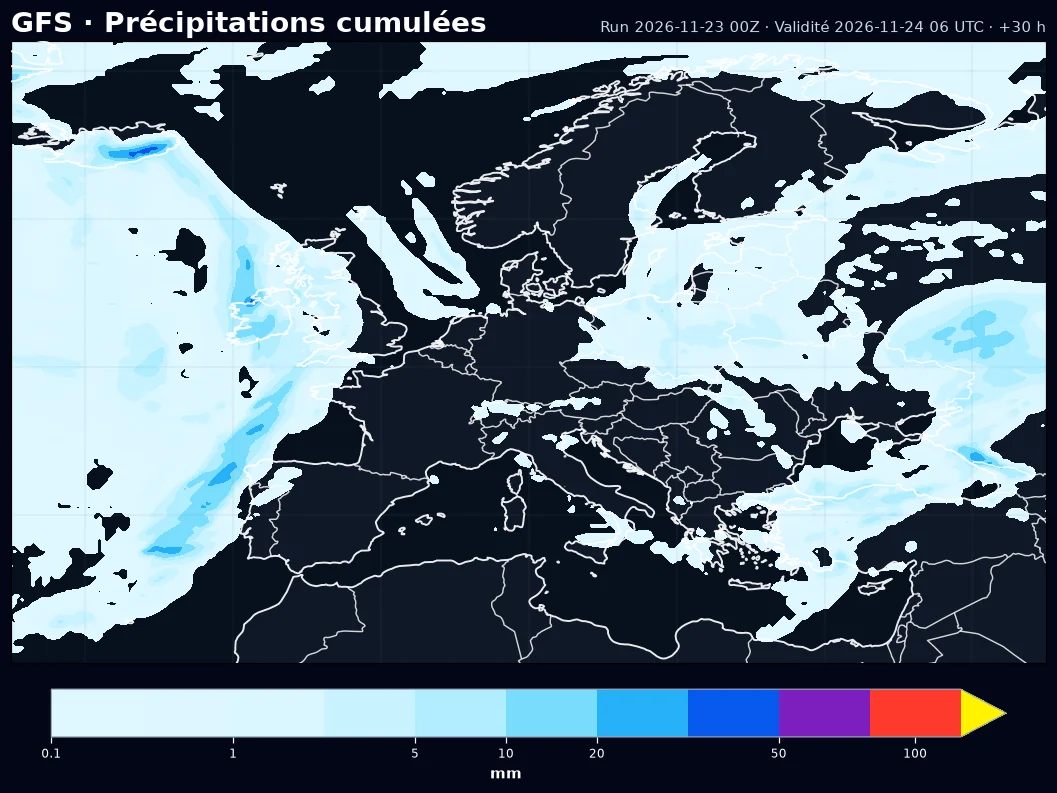 GFS · Précipitations cumulées
Run 2026-11-23 00Z · Validité 2026-11-24 06 UTC · +30 h
0.1 1 5 10 20 50 100
mm